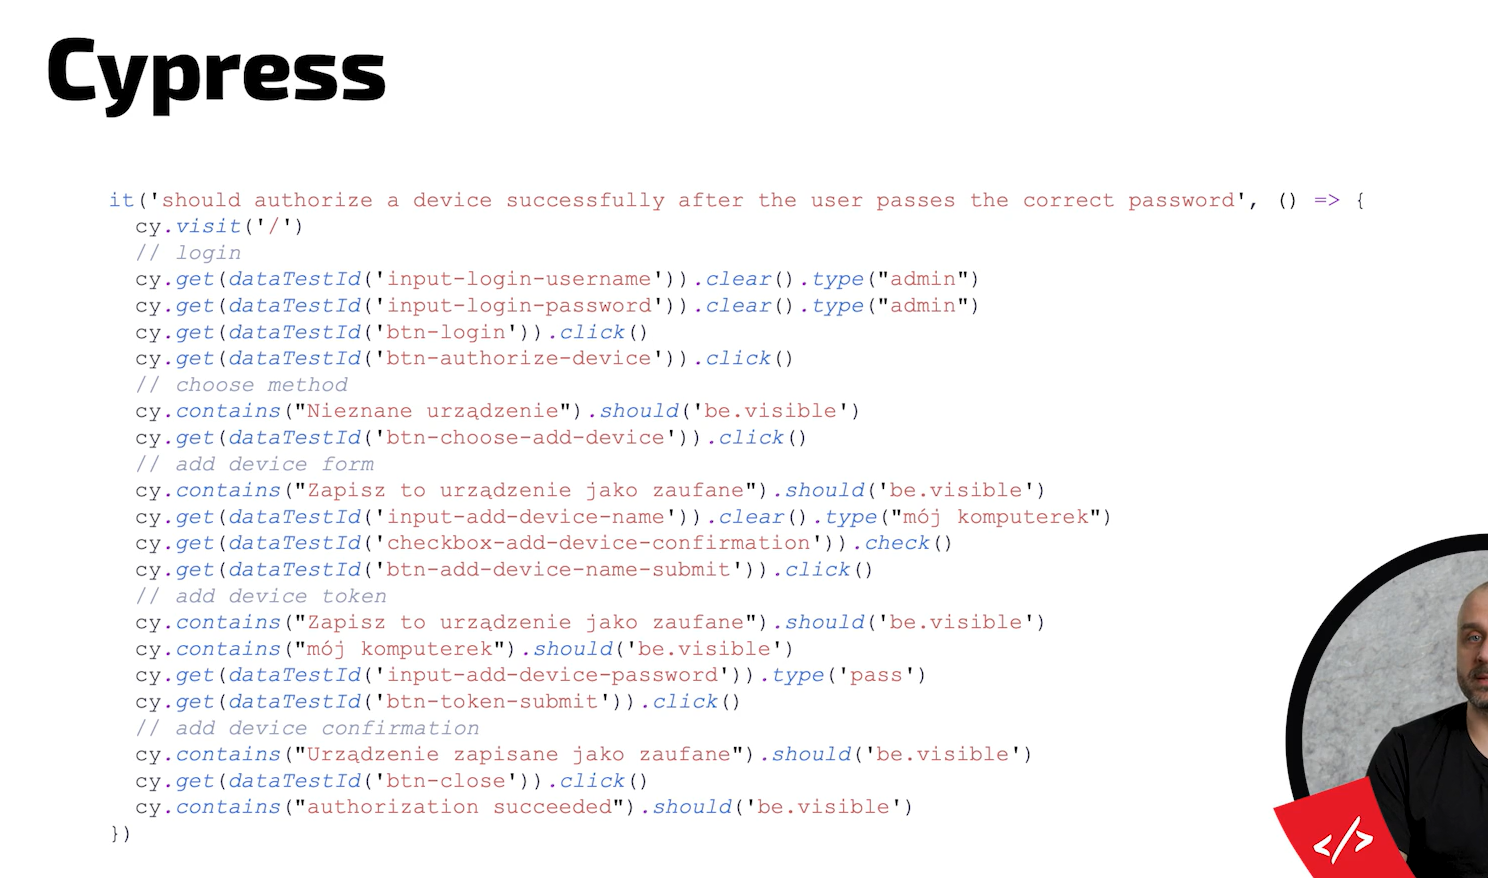 Cypress
it('should authorize a device successfully after the user passes the correct password', () => {
cy.visit('/')
// login
cy.get(dataTestId('input-login-username')).clear().type("admin")
cy.get(dataTestId('input-login-password')).clear().type("admin")
cy.get(dataTestId('btn-login')).click()
cy.get(dataTestId('btn-authorize-device')).click()
// choose method
cy.contains("Nieznane urządzenie").should('be.visible')
cy.get(dataTestId('btn-choose-add-device')).click()
// add device form
cy.contains("Zapisz to urządzenie jako zaufane").should('be.visible')
cy.get(dataTestId('input-add-device-name')).clear().type("mój komputerek")
cy.get(dataTestId('checkbox-add-device-confirmation')).check()
cy.get(dataTestId('btn-add-device-name-submit')).click()
// add device token
cy.contains("Zapisz to urządzenie jako zaufane").should('be.visible')
cy.contains("mój komputerek").should('be.visible')
cy.get(dataTestId('input-add-device-password')).type('pass')
cy.get(dataTestId('btn-token-submit')).click()
// add device confirmation
cy.contains("Urządzenie zapisane jako zaufane").should('be.visible')
cy.get(dataTestId('btn-close')).click()
cy.contains("authorization succeeded").should('be.visible')
})
</>